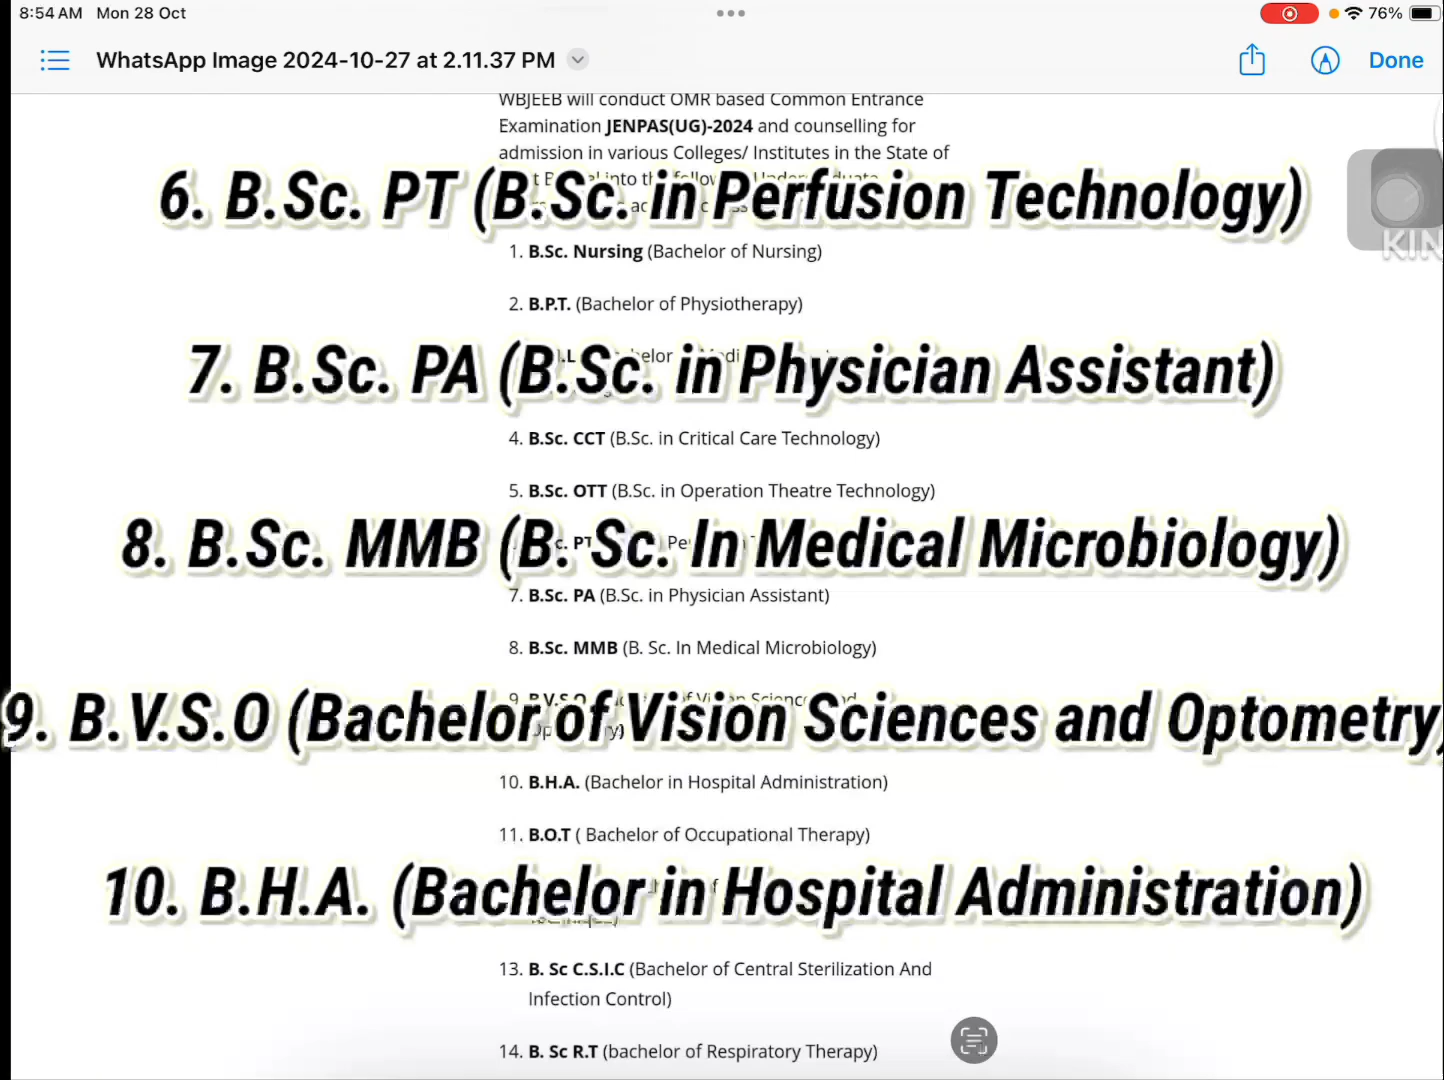 8:54 AM Mon 28 Oct
76%
WhatsApp Image 2024-10-27 at 2.11.37 PM
Done
WBJEEB will conduct OMR based Common Entrance
Examination JENPAS(UG)-2024 and counselling for
admission in various Colleges/ Institutes in the State of
6. B.Sc. PT (B.Sc. in Perfusion Technology)
KIN
1. B.Sc. Nursing (Bachelor of Nursing)
2. B.P.T. (Bachelor of Physiotherapy)
7. B.Sc. PA (B.Sc. in Physician Assistant)
4. B.Sc. CCT (B.Sc. in Critical Care Technology)
5. B.Sc. OTT (B.Sc. in Operation Theatre Technology)
8. B.Sc. MMB (B. Sc. In Medical Microbiology)
7. B.Sc. PA (B.Sc. in Physician Assistant)
8. B.Sc. MMB (B. Sc. In Medical Microbiology)
9. B.V.S.O (Bachelor of Vision Sciences and Optometry)
10. B.H.A. (Bachelor in Hospital Administration)
11. B.O.T ( Bachelor of Occupational Therapy)
10. B.H.A. (Bachelor in Hospital Administration)
13. B. Sc C.S.I.C (Bachelor of Central Sterilization And
Infection Control)
14. B. Sc R.T (bachelor of Respiratory Therapy)